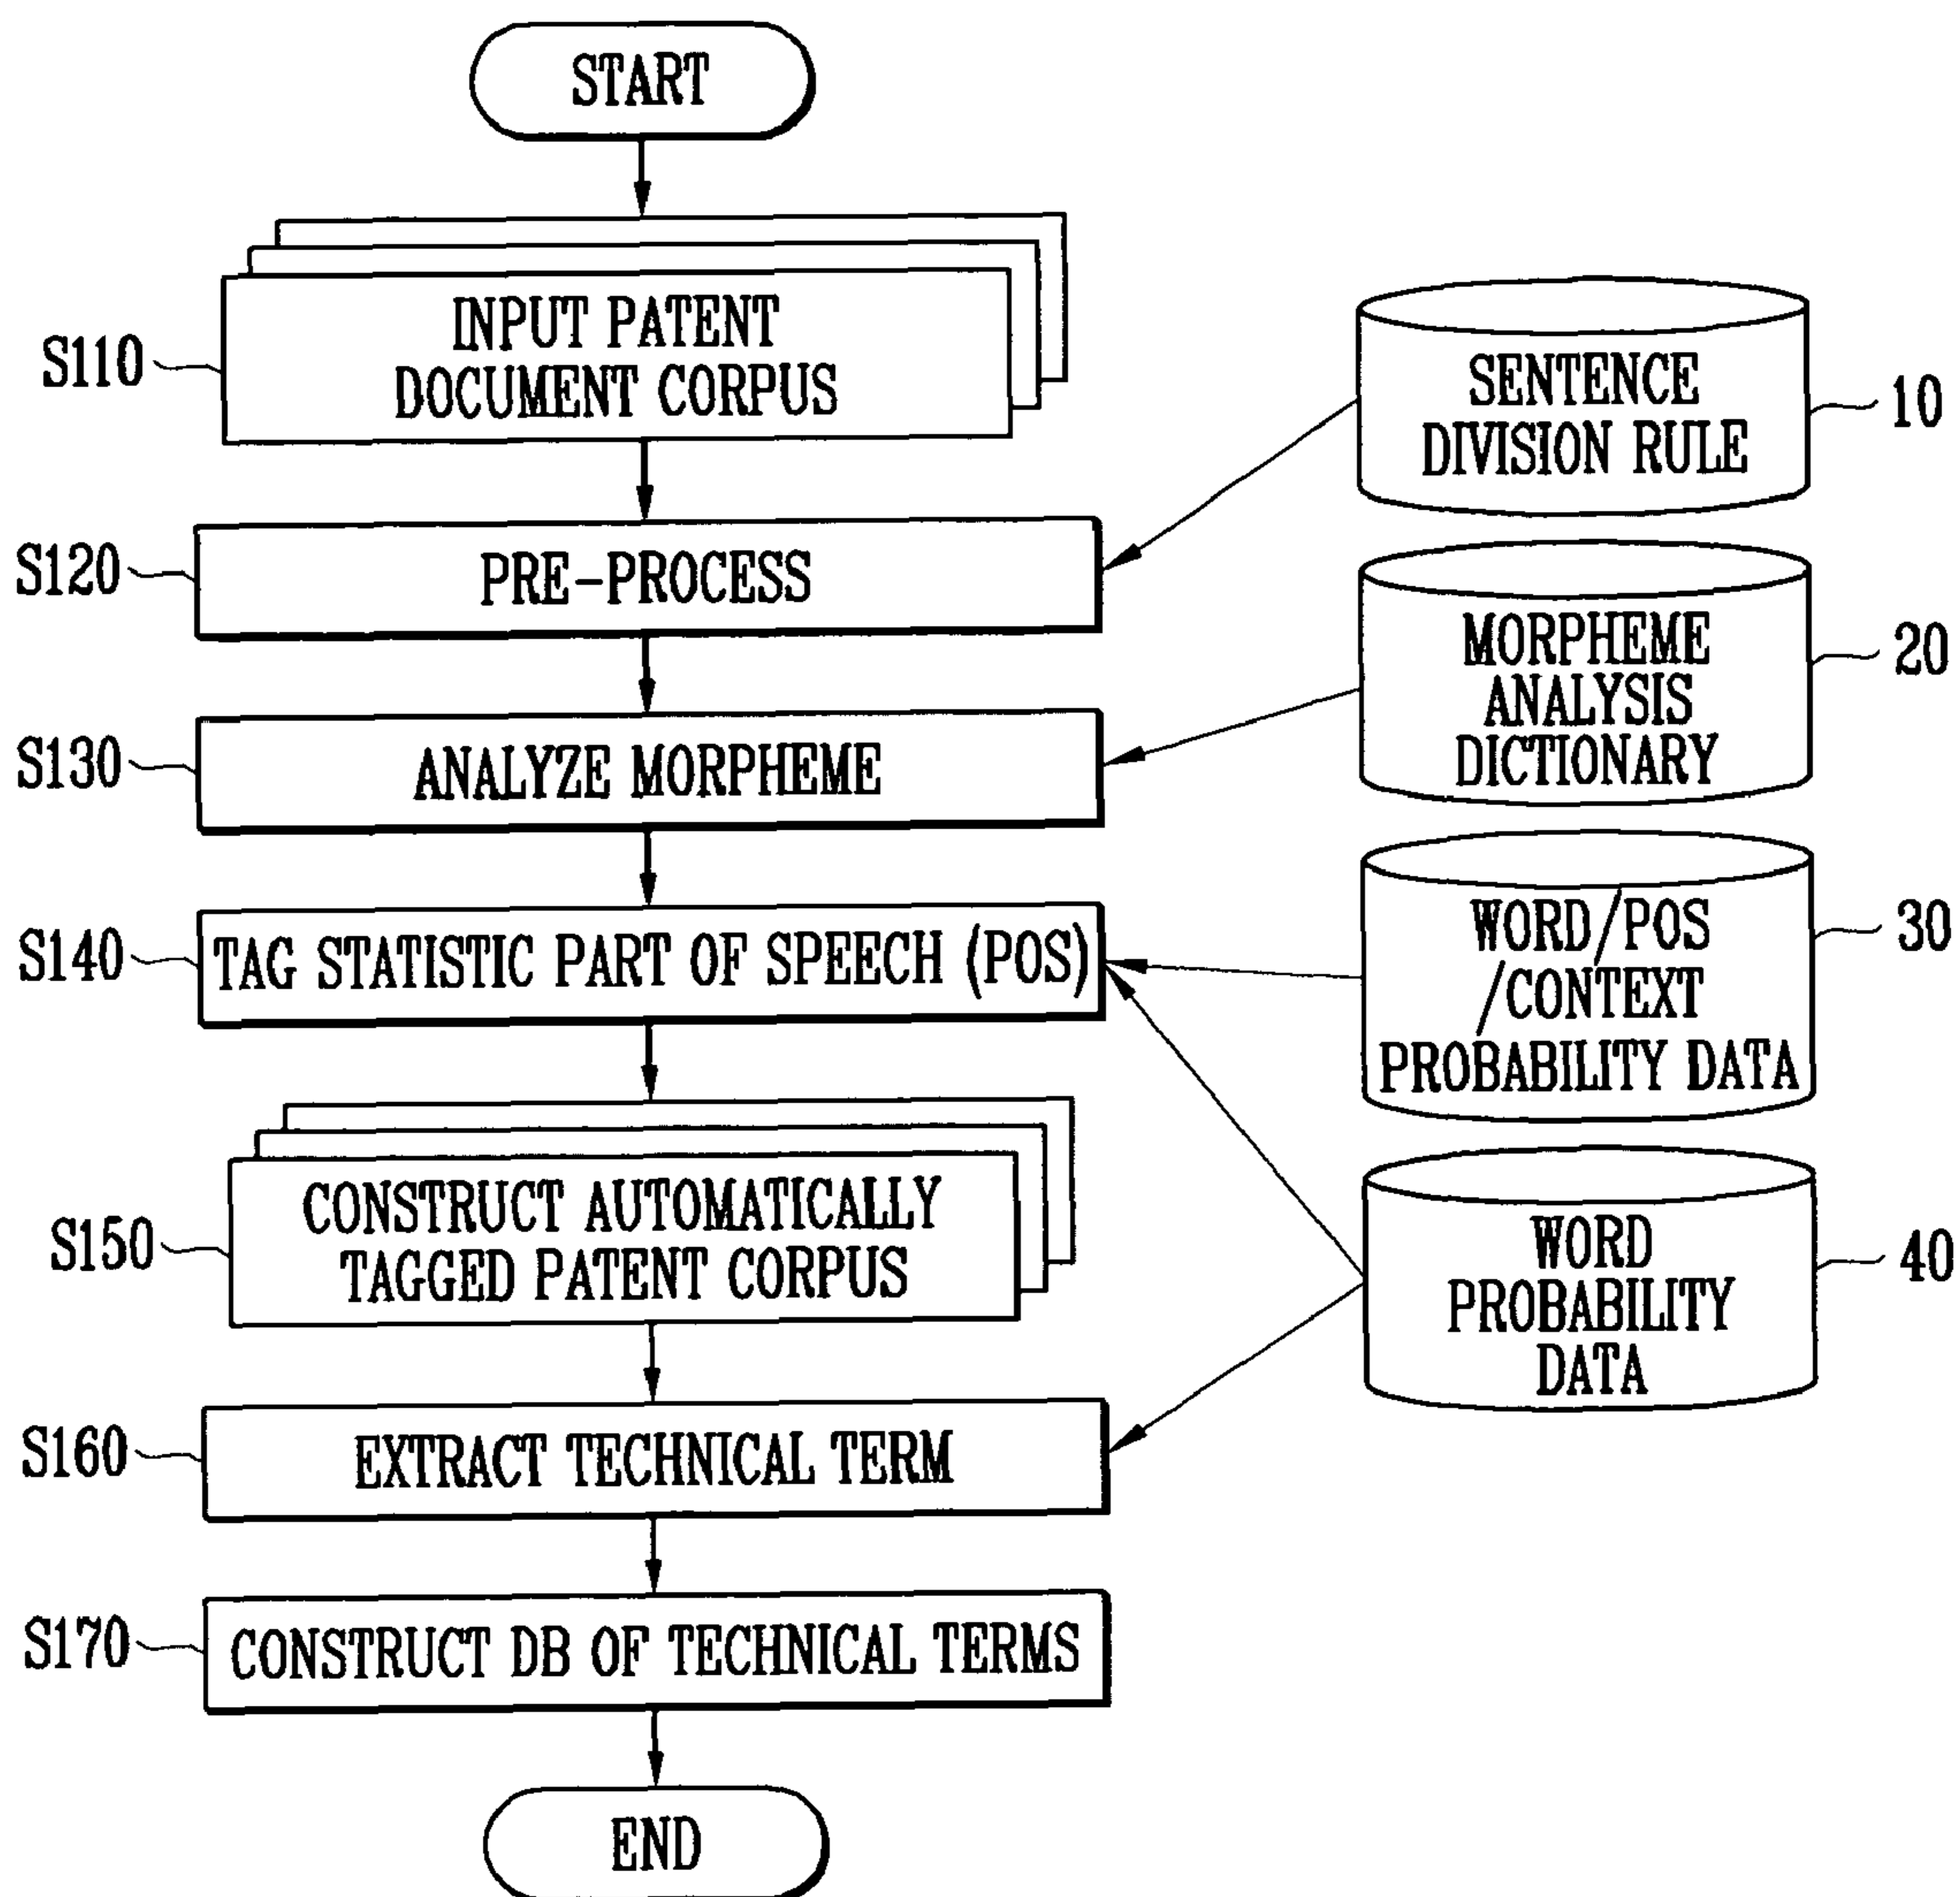 START
INPUT PATENT
DOCUMENT CORPUS
S110
SENTENCE
DIVISION RULE
10
S120
PRE-PROCESS
MORPHEME
ANALYSIS
DICTIONARY
20
S130
ANALYZE MORPHEME
WORD/POS
/CONTEXT
PROBABILITY DATA
30
S140
TAG STATISTIC PART OF SPEECH (POS)
S150
CONSTRUCT AUTOMATICALLY
TAGGED PATENT CORPUS
WORD
PROBABILITY
DATA
40
S160
EXTRACT TECHNICAL TERM
S170
CONSTRUCT DB OF TECHNICAL TERMS
END